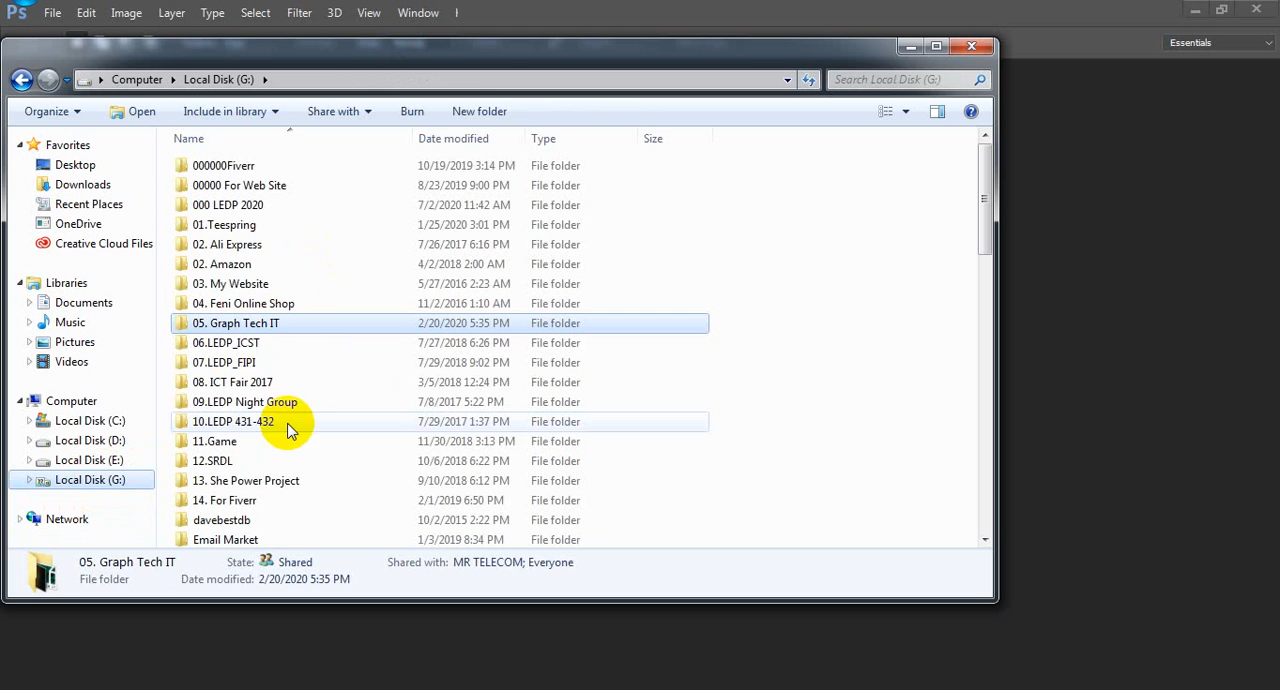 Ps File Edit Image Layer Type Select Filter 3D View Window
Essentials
Computer Local Disk (G:) Search Local Disk (G:)
Organize Open Include in library Share with Burn New folder
Favorites
Desktop
Downloads
Recent Places
OneDrive
Creative Cloud Files
Libraries
Documents
Music
Pictures
Videos
Computer
Local Disk (C:)
Local Disk (D:)
Local Disk (E:)
Local Disk (G:)
Network
Name Date modified Type Size
000000Fiverr 10/19/2019 3:14 PM File folder
00000 For Web Site 8/23/2019 9:00 PM File folder
000 LEDP 2020 7/2/2020 11:42 AM File folder
01.Teespring 1/25/2020 3:01 PM File folder
02. Ali Express 7/26/2017 6:16 PM File folder
02. Amazon 4/2/2018 2:00 AM File folder
03. My Website 5/27/2016 2:23 AM File folder
04. Feni Online Shop 11/2/2016 1:10 AM File folder
05. Graph Tech IT 2/20/2020 5:35 PM File folder
06.LEDP_ICST 7/27/2018 6:26 PM File folder
07.LEDP_FIPI 7/29/2018 9:02 PM File folder
08. ICT Fair 2017 3/5/2018 12:24 PM File folder
09.LEDP Night Group 7/8/2017 5:22 PM File folder
10.LEDP 431-432 7/29/2017 1:37 PM File folder
11.Game 11/30/2018 3:13 PM File folder
12.SRDL 10/6/2018 6:22 PM File folder
13. She Power Project 9/10/2018 6:12 PM File folder
14. For Fiverr 2/1/2019 6:50 PM File folder
davebestdb 10/2/2015 2:22 PM File folder
Email Market 1/3/2019 8:34 PM File folder
05. Graph Tech IT State: Shared Shared with: MR TELECOM; Everyone
File folder Date modified: 2/20/2020 5:35 PM